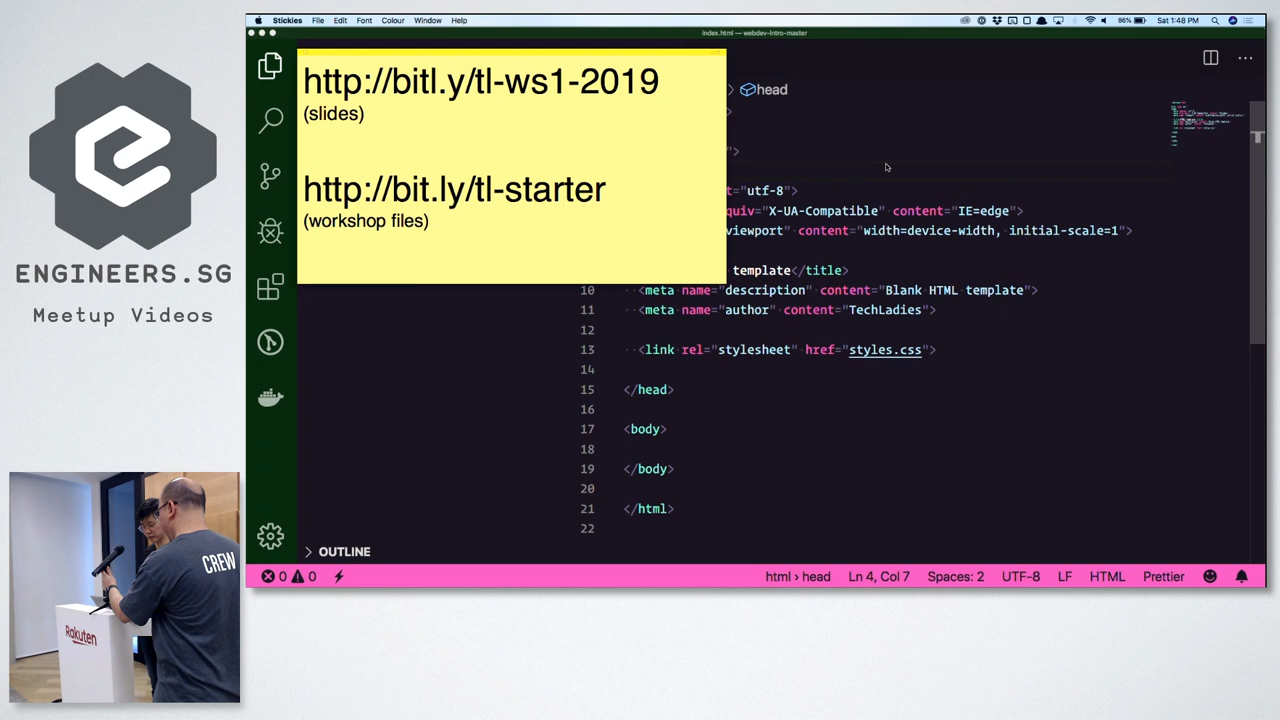 Stickies File Edit Font Colour Window Help
86% Sat 1:48 PM
index.html — webdev-intro-master
http://bitl.y/tl-ws1-2019
(slides)
http://bit.ly/tl-starter
(workshop files)
> head
>
">
t="utf-8">
quiv="X-UA-Compatible" content="IE=edge">
viewport" content="width=device-width, initial-scale=1">
template</title>
10 <meta name="description" content="Blank HTML template">
11 <meta name="author" content="TechLadies">
12
13 <link rel="stylesheet" href="styles.css">
14
15 </head>
16
17 <body>
18
19 </body>
20
21 </html>
22
> OUTLINE
0 0 html › head Ln 4, Col 7 Spaces: 2 UTF-8 LF HTML Prettier
ENGINEERS.SG
Meetup Videos
CREW
Rakuten